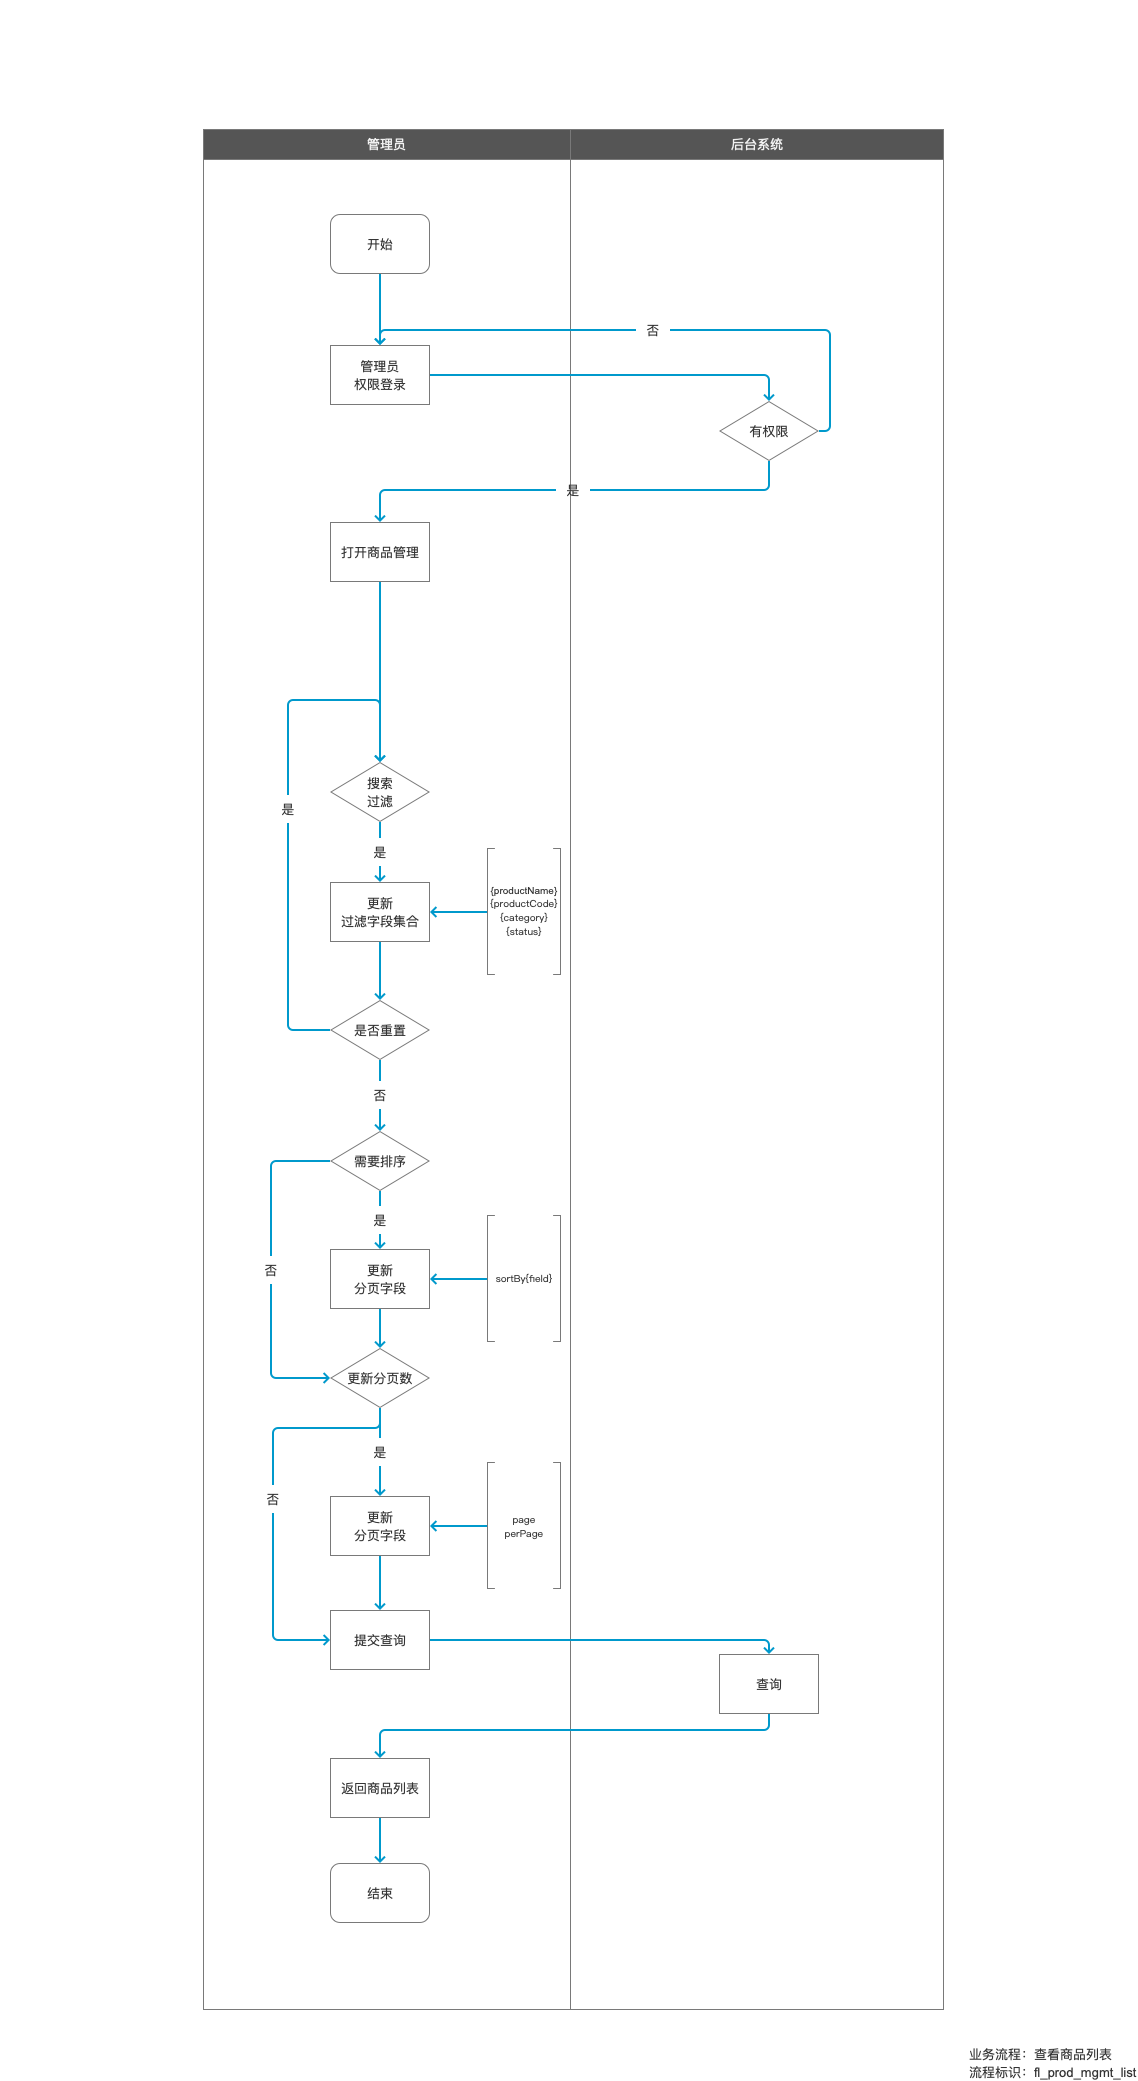 管理员
后台系统
开始
否
管理员
权限登录
有权限
是
打开商品管理
搜索
过滤
是
是
{productName}
{productCode}
{category}
{status}
更新
过滤字段集合
是否重置
否
需要排序
是
否
更新
分页字段
sortBy{field}
更新分页数
是
否
更新
分页字段
page
perPage
提交查询
查询
返回商品列表
结束
业务流程：查看商品列表
流程标识：fl_prod_mgmt_list